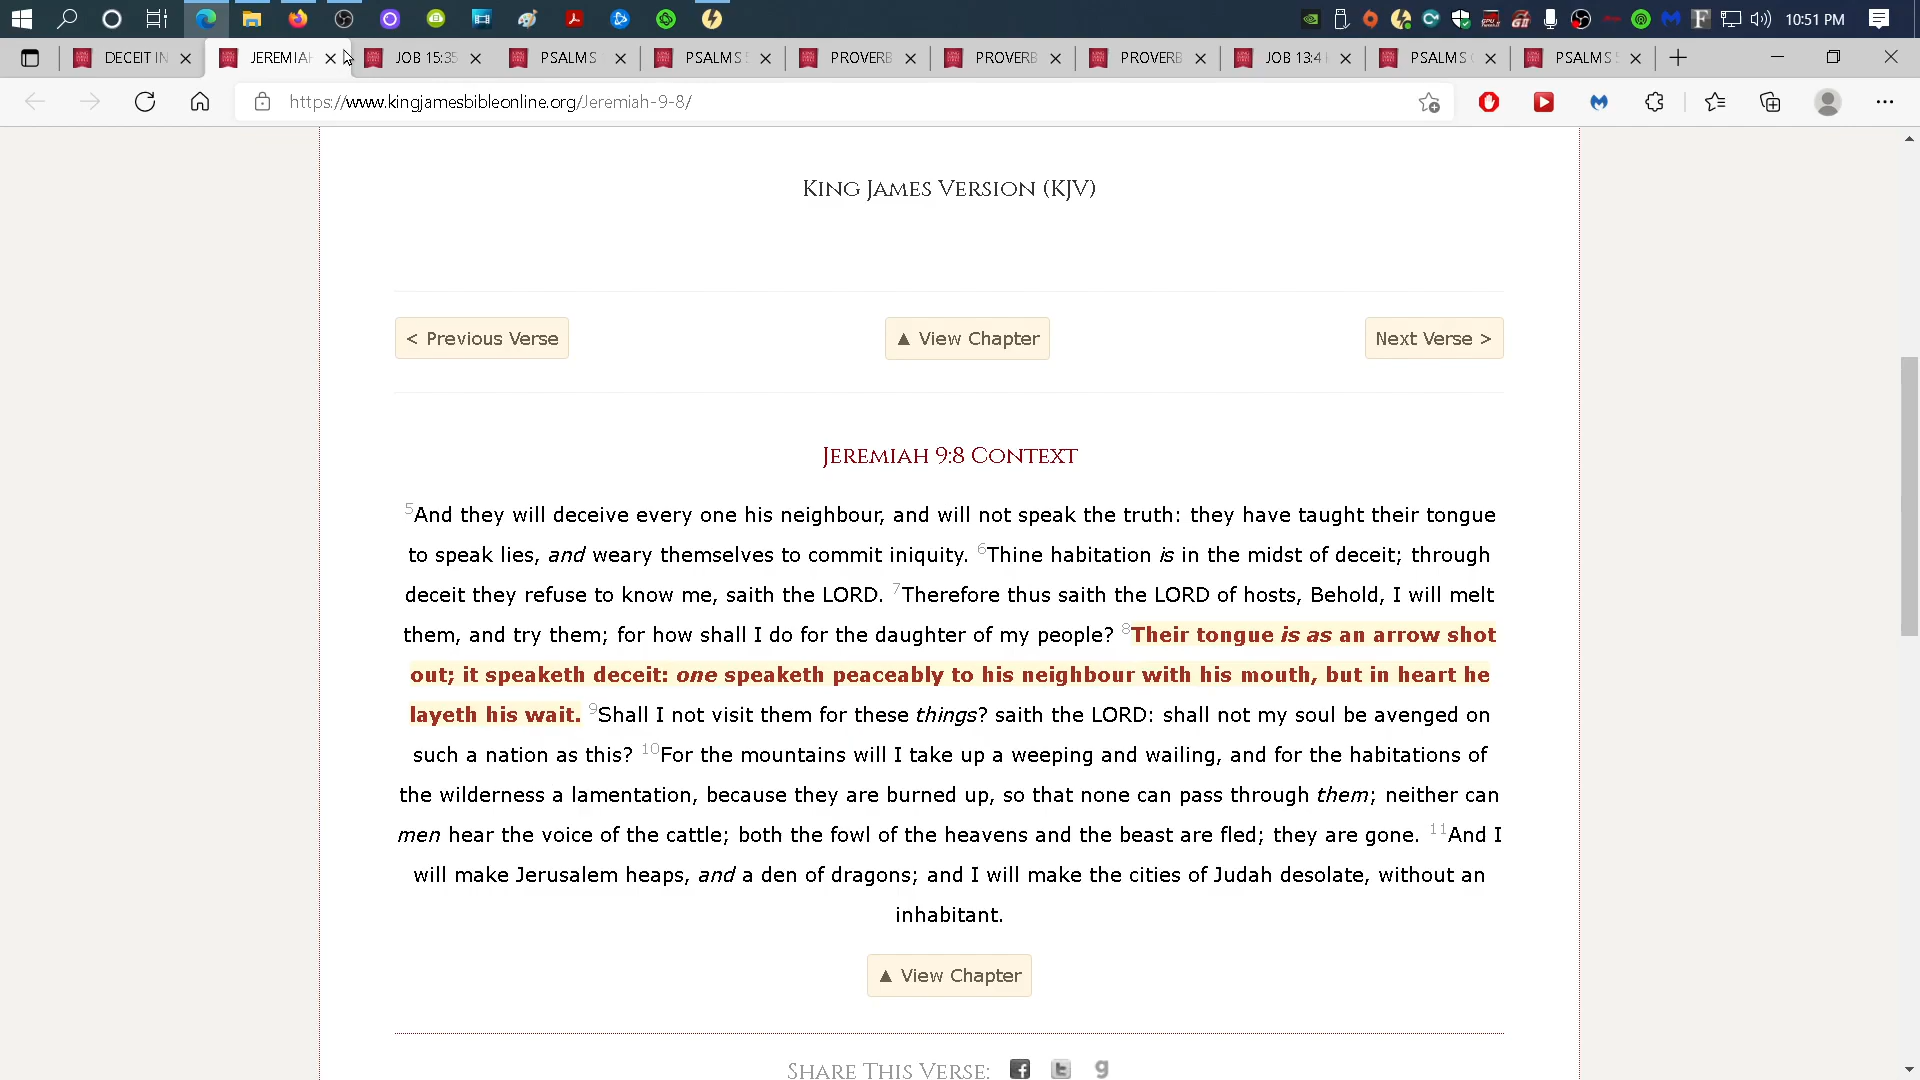 10:51 PM
DECEIT IN
JEREMIAH
JOB 15:35
PSALMS
PSALMS
PROVERB
PROVERB
PROVERB
JOB 13:4
PSALMS
PSALMS
https://www.kingjamesbibleonline.org/Jeremiah-9-8/
King James Version (KJV)
< Previous Verse
▲ View Chapter
Next Verse >
Jeremiah 9:8 Context
5And they will deceive every one his neighbour, and will not speak the truth: they have taught their tongue
to speak lies, and weary themselves to commit iniquity. 6Thine habitation is in the midst of deceit; through
deceit they refuse to know me, saith the LORD. 7Therefore thus saith the LORD of hosts, Behold, I will melt
them, and try them; for how shall I do for the daughter of my people? 8Their tongue is as an arrow shot
out; it speaketh deceit: one speaketh peaceably to his neighbour with his mouth, but in heart he
layeth his wait. 9Shall I not visit them for these things? saith the LORD: shall not my soul be avenged on
such a nation as this? 10For the mountains will I take up a weeping and wailing, and for the habitations of
the wilderness a lamentation, because they are burned up, so that none can pass through them; neither can
men hear the voice of the cattle; both the fowl of the heavens and the beast are fled; they are gone. 11And I
will make Jerusalem heaps, and a den of dragons; and I will make the cities of Judah desolate, without an
inhabitant.
▲ View Chapter
Share This Verse: